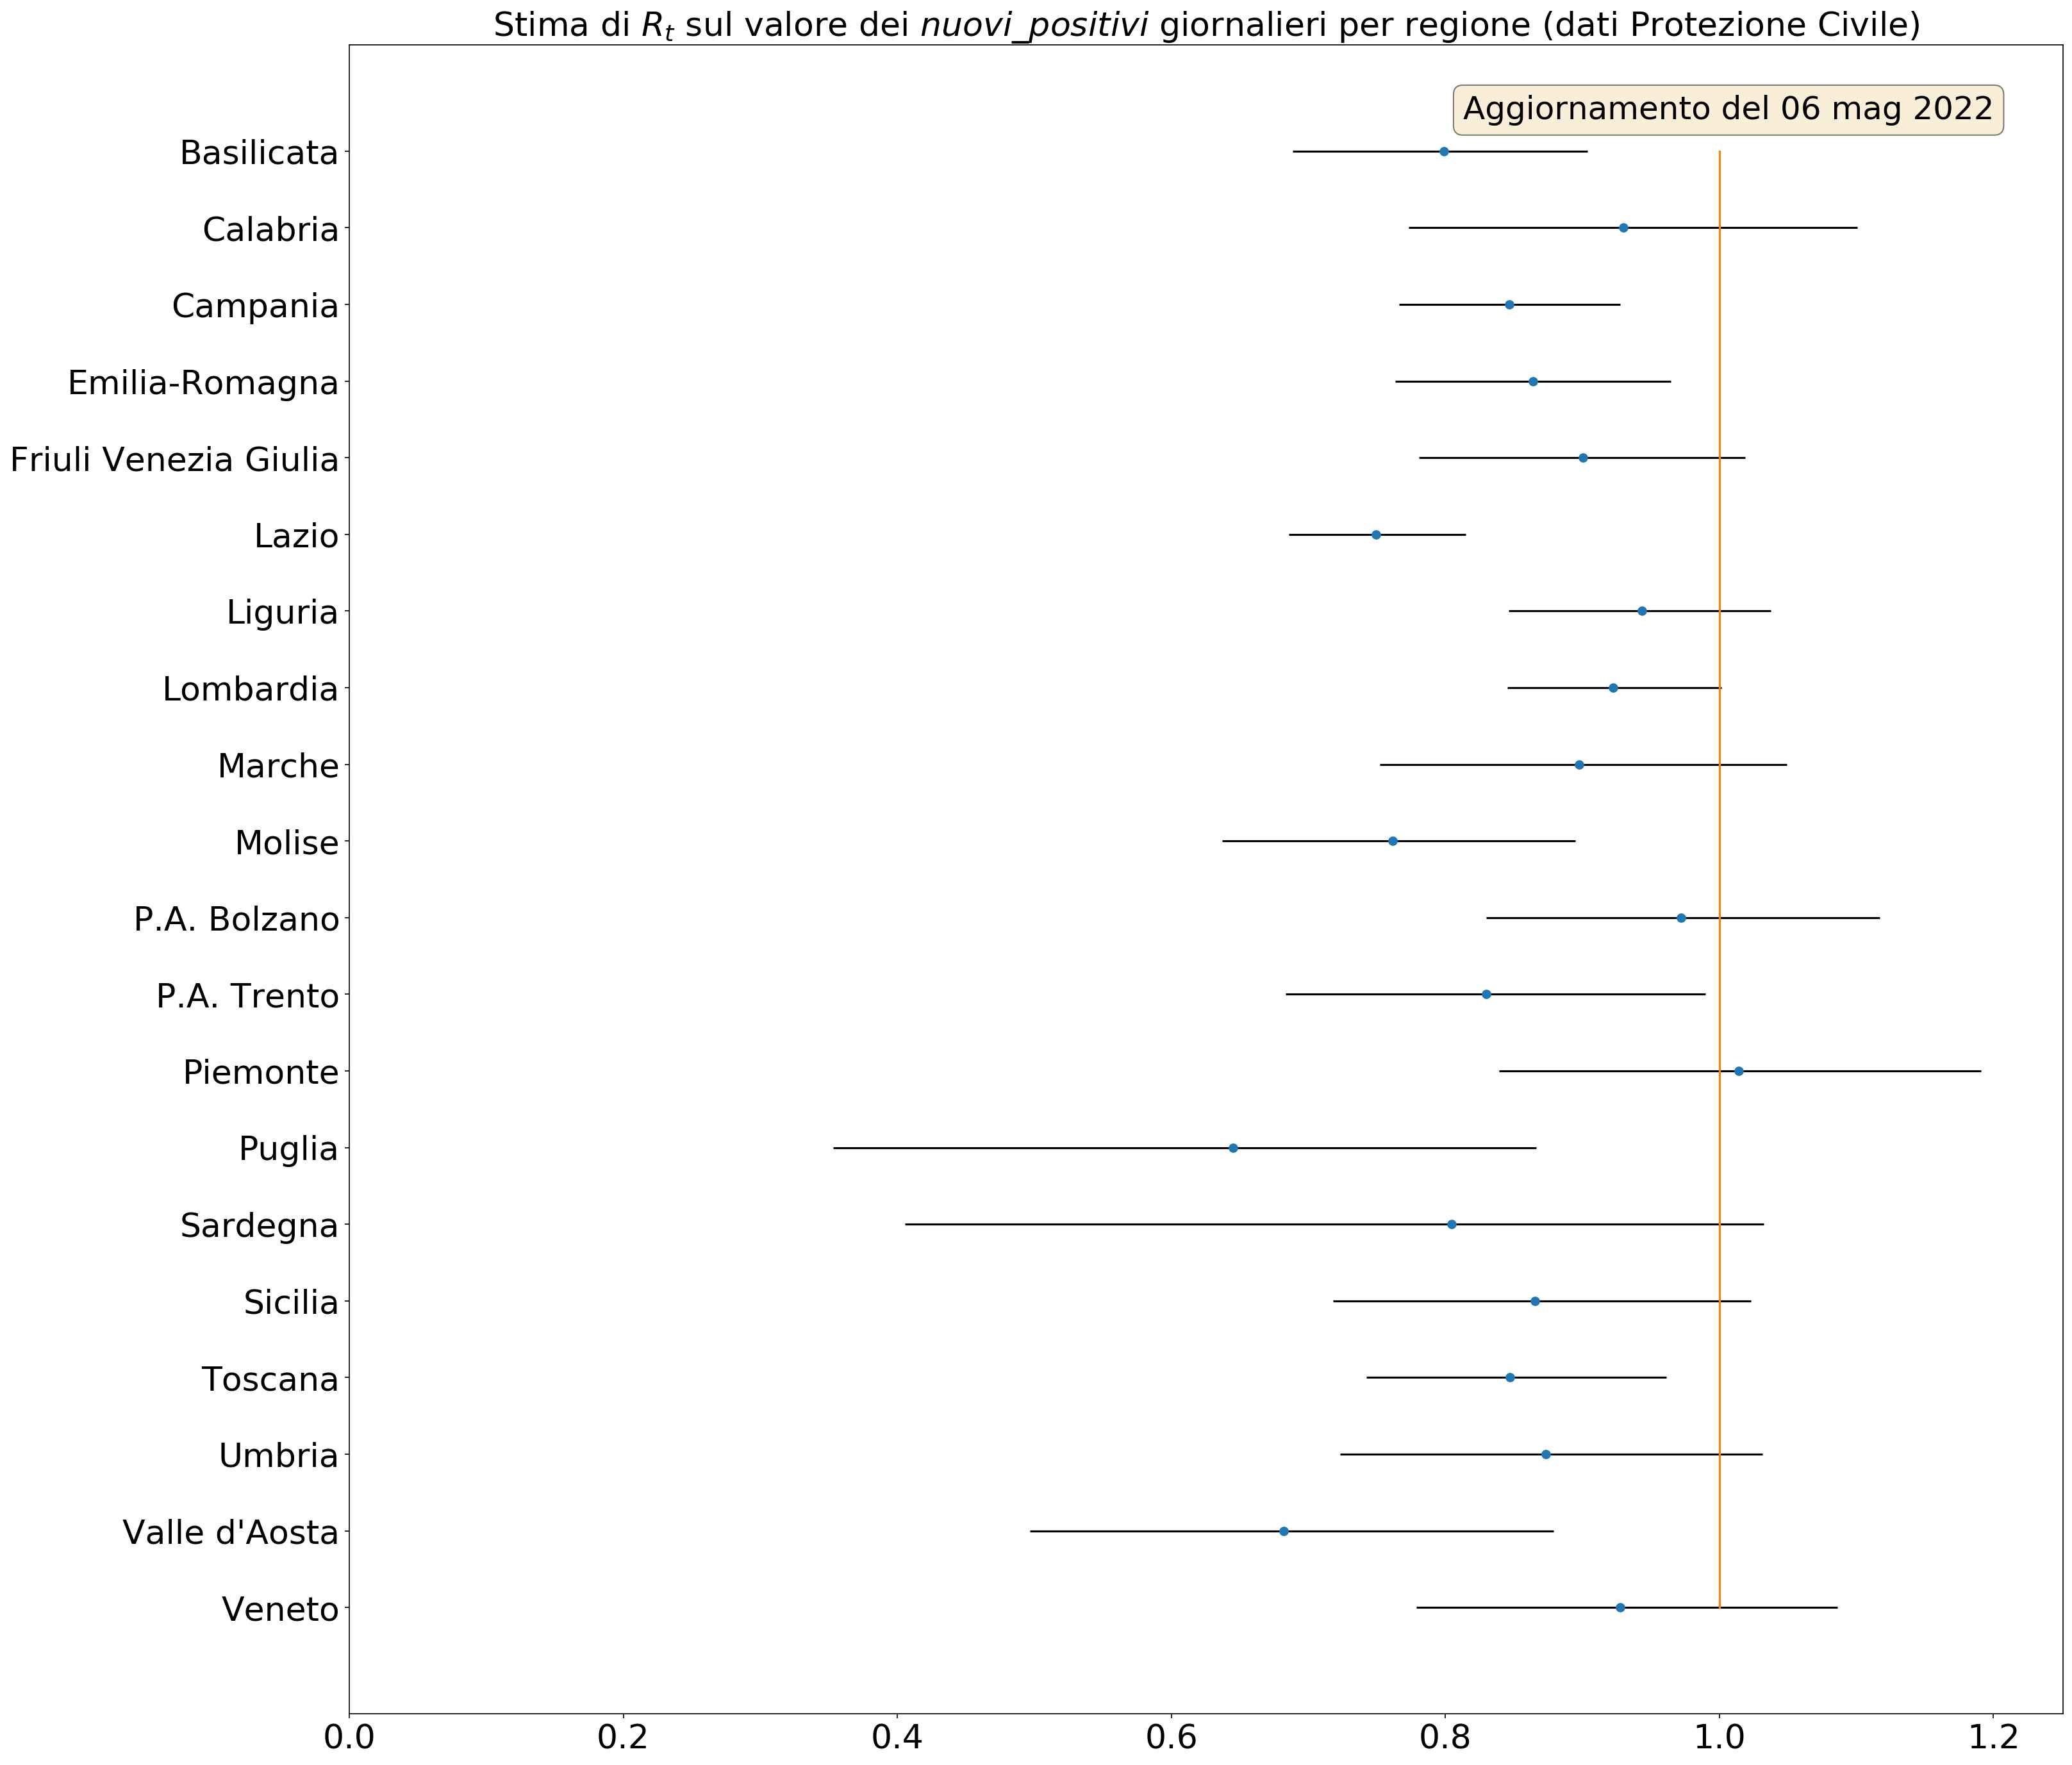 Stima di Rt sul valore dei nuovi_positivi giornalieri per regione (dati Protezione Civile)
Aggiornamento del 06 mag 2022
Basilicata
Calabria
Campania
Emilia-Romagna
Friuli Venezia Giulia
Lazio
Liguria
Lombardia
Marche
Molise
P.A. Bolzano
P.A. Trento
Piemonte
Puglia
Sardegna
Sicilia
Toscana
Umbria
Valle d'Aosta
Veneto
0.0 0.2 0.4 0.6 0.8 1.0 1.2